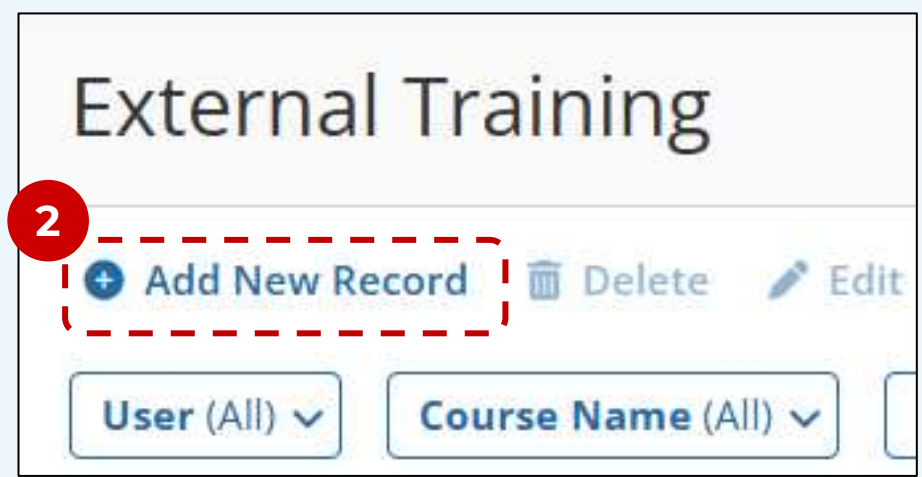 External Training
2
Add New Record Delete Edit
User (All) Course Name (All)